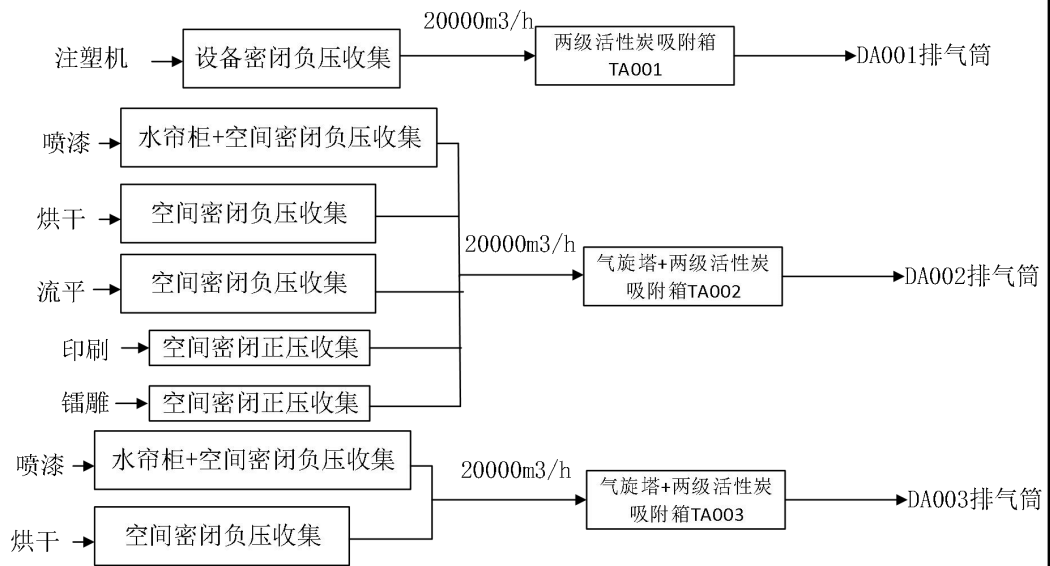 20000m3/h
注塑机
设备密闭负压收集
两级活性炭吸附箱
TA001
DA001排气筒
喷漆
水帘柜+空间密闭负压收集
烘干
空间密闭负压收集
20000m3/h
流平
空间密闭负压收集
气旋塔+两级活性炭
吸附箱TA002
DA002排气筒
印刷
空间密闭正压收集
镭雕
空间密闭正压收集
喷漆
水帘柜+空间密闭负压收集
20000m3/h
气旋塔+两级活性炭
吸附箱TA003
DA003排气筒
烘干
空间密闭负压收集